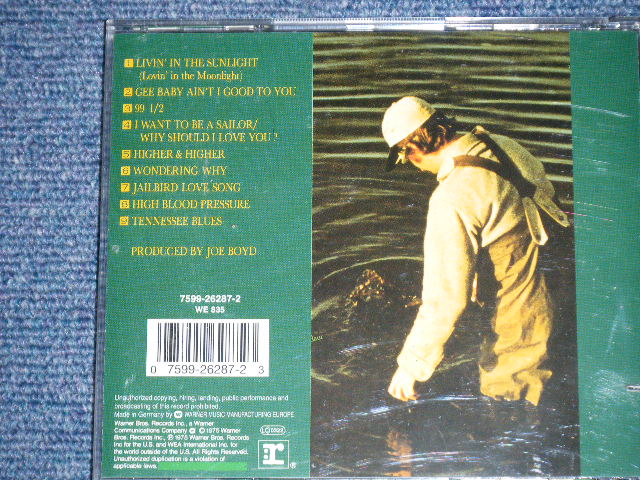 1 LIVIN' IN THE SUNLIGHT
(Lovin' in the Moonlight)
2 GEE BABY AIN'T I GOOD TO YOU
3 99 1/2
4 I WANT TO BE A SAILOR/
WHY SHOULD I LOVE YOU?
5 HIGHER & HIGHER
6 WONDERING WHY
7 JAILBIRD LOVE SONG
8 HIGH BLOOD PRESSURE
9 TENNESSEE BLUES
PRODUCED BY JOE BOYD
7599-26287-2
WE 835
0 7599-26287-2 3
Unauthorized copying, hiring, lending, public performance and
broadcasting of this record prohibited.
Made in Germany by WARNER MUSIC MANUFACTURING EUROPE
Warner Bros. Records Inc., a Warner
Communications Company © 1975 Warner
Bros. Records Inc., ℗ 1975 Warner Bros. Records Inc
for the U.S. and WEA International Inc. for
the world outside of the U.S. All Rights Reserved.
Unauthorized duplication is a violation of
applicable laws.
r
®